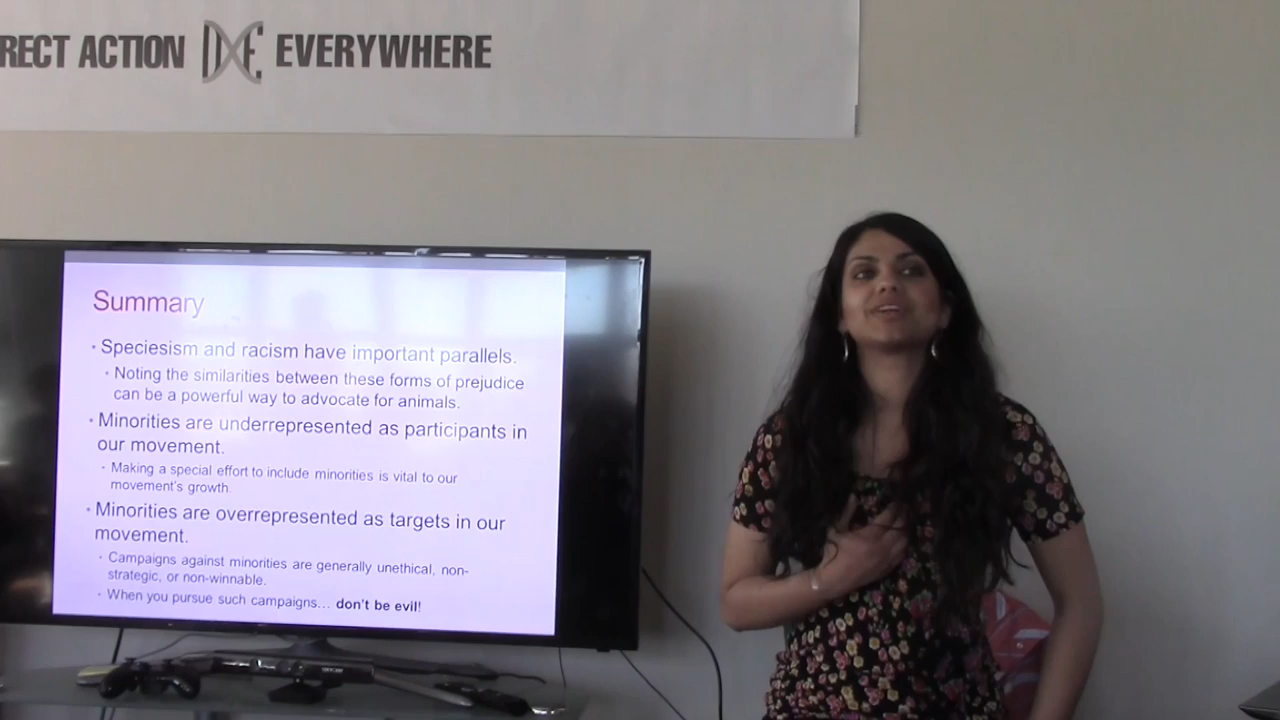 RECT ACTION DXE EVERYWHERE
Summary
• Speciesism and racism have important parallels.
• Noting the similarities between these forms of prejudice
can be a powerful way to advocate for animals.
• Minorities are underrepresented as participants in
our movement.
• Making a special effort to include minorities is vital to our
movement's growth.
• Minorities are overrepresented as targets in our
movement.
• Campaigns against minorities are generally unethical, non-
strategic, or non-winnable.
• When you pursue such campaigns... don't be evil!